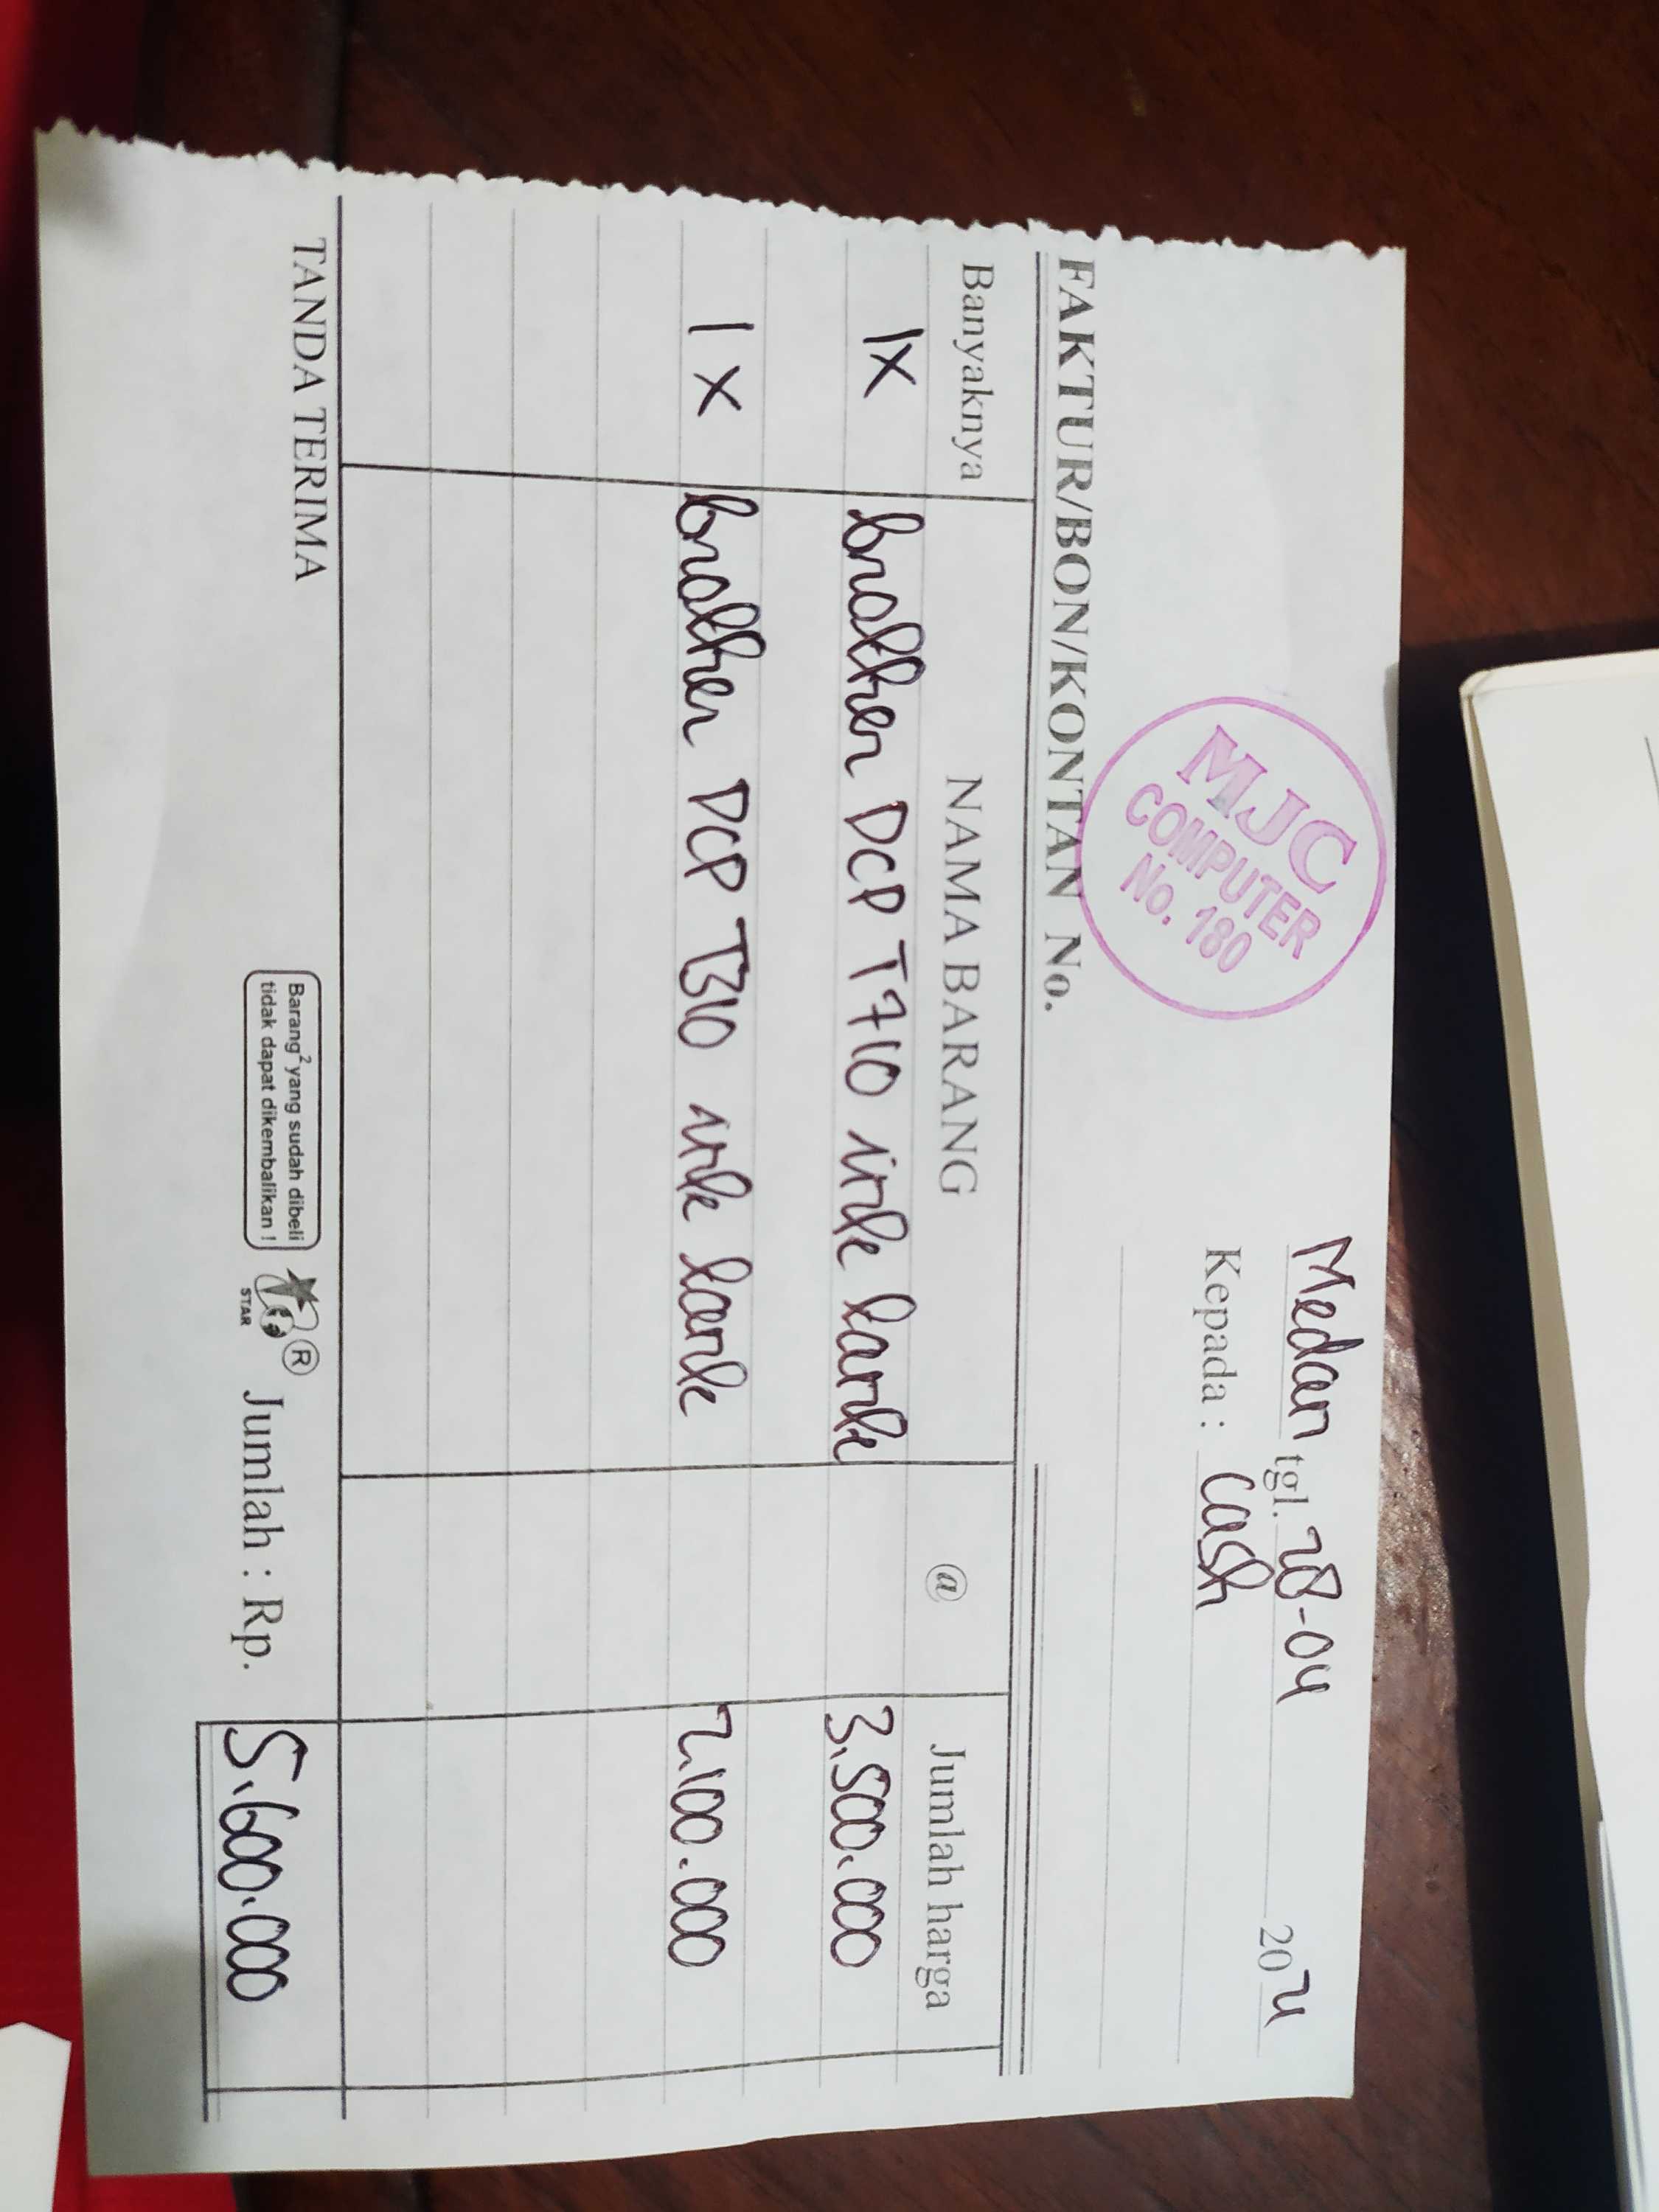 MJC
COMPUTER
No. 180
Medan tgl. 28-04 2024
Kepada : Cash
FAKTUR/BON/KONTAN No.
Banyaknya NAMA BARANG @ Jumlah harga
1x brother DCP T710 ink tank 3.500.000
1x brother DCP T310 ink tank 2.100.000
TANDA TERIMA
Barang² yang sudah dibeli
tidak dapat dikembalikan !
STAR
®
Jumlah : Rp. 5.600.000